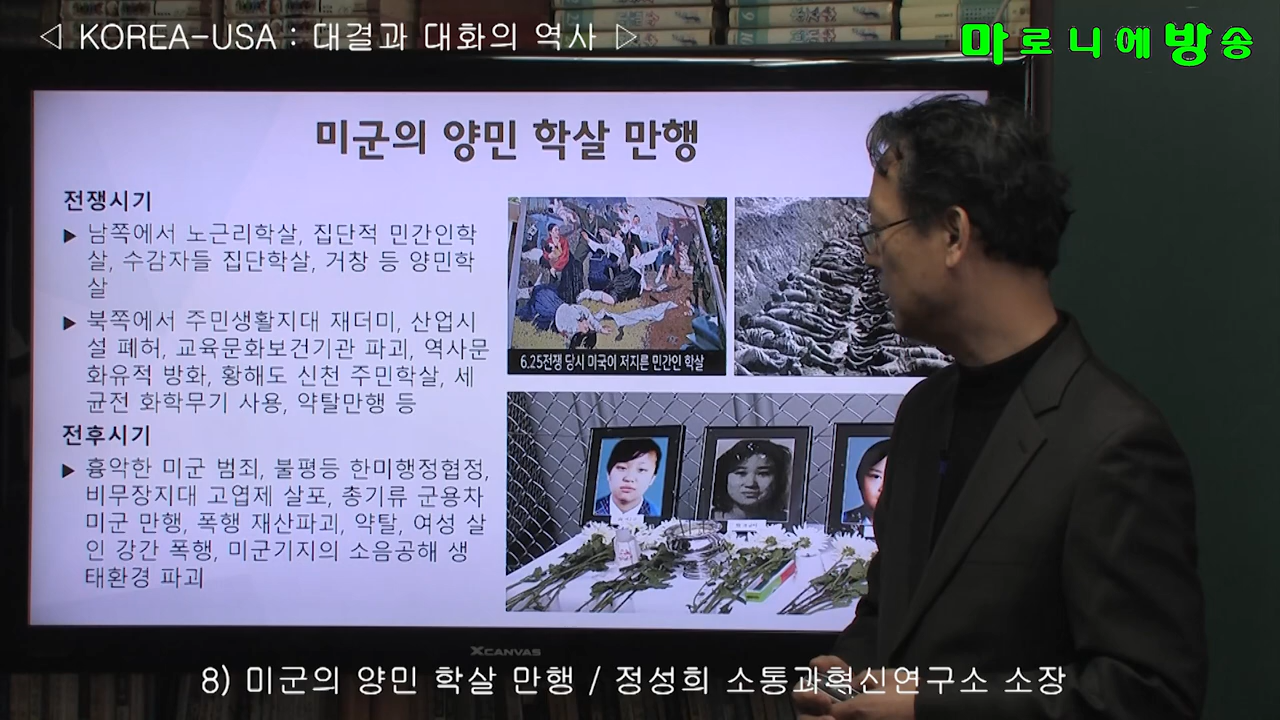 ◁ KOREA-USA : 대결과 대화의 역사 ▷
마로니에방송
미군의 양민 학살 만행
전쟁시기
▶ 남쪽에서 노근리학살, 집단적 민간인학
살, 수감자들 집단학살, 거창 등 양민학
살
▶ 북쪽에서 주민생활지대 재더미, 산업시
설 폐허, 교육문화보건기관 파괴, 역사문
화유적 방화, 황해도 신천 주민학살, 세
균전 화학무기 사용, 약탈만행 등
전후시기
▶ 흉악한 미군 범죄, 불평등 한미행정협정,
비무장지대 고엽제 살포, 총기류 군용차
미군 만행, 폭행 재산파괴, 약탈, 여성 살
인 강간 폭행, 미군기지의 소음공해 생
태환경 파괴
6.25전쟁 당시 미국이 저지른 민간인 학살
XCANVAS
8) 미군의 양민 학살 만행 / 정성희 소통과혁신연구소 소장